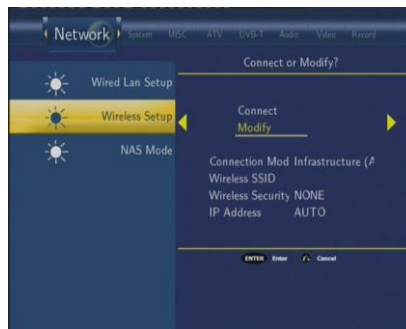 Network System MISC ATV DVB-T Audio Video Record
Connect or Modify?
Wired Lan Setup
Wireless Setup
NAS Mode
Connect
Modify
Connection Mod Infrastructure (A
Wireless SSID
Wireless Security NONE
IP Address AUTO
ENTER Enter Cancel